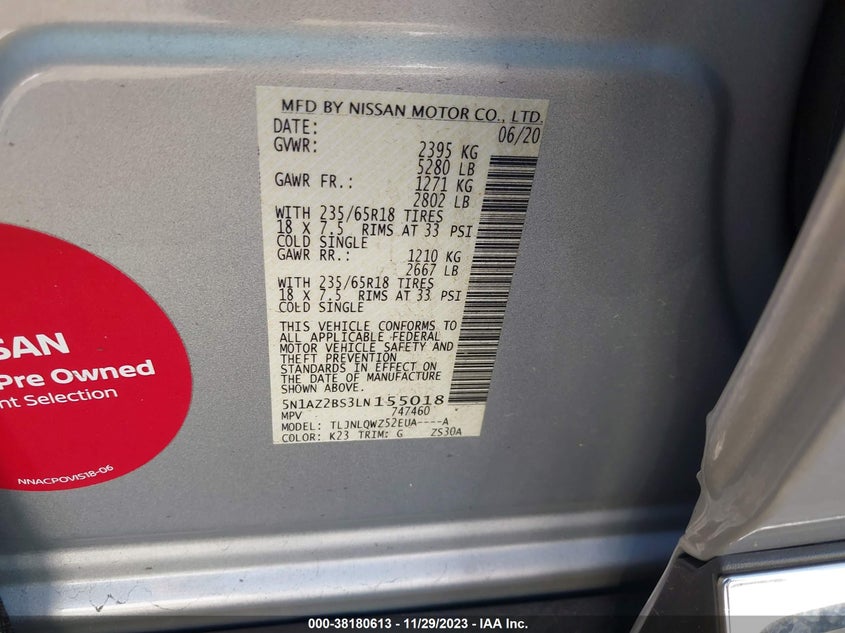 MFD BY NISSAN MOTOR CO., LTD.
DATE: 06/20
GVWR: 2395 KG
5280 LB
GAWR FR.: 1271 KG
2802 LB
WITH 235/65R18 TIRES
18 X 7.5 RIMS AT 33 PSI
COLD SINGLE
GAWR RR.: 1210 KG
2667 LB
WITH 235/65R18 TIRES
18 X 7.5 RIMS AT 33 PSI
COLD SINGLE
THIS VEHICLE CONFORMS TO
ALL APPLICABLE FEDERAL
MOTOR VEHICLE SAFETY AND
THEFT PREVENTION
STANDARDS IN EFFECT ON
THE DATE OF MANUFACTURE
SHOWN ABOVE.
5N1AZ2BS3LN155018
MPV 747460
MODEL: TLJNLQWZ52EUA----A
COLOR: K23 TRIM: G ZS30A
SSAN
Pre Owned
nt Selection
NNACPOVIS18-06
000-38180613 - 11/29/2023 - IAA Inc.